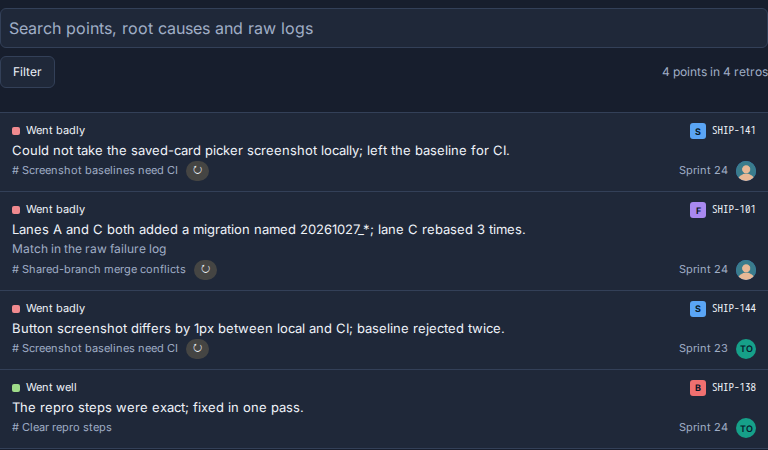 Search points, root causes and raw logs
Filter
4 points in 4 retros
Went badly
S SHIP-141
Could not take the saved-card picker screenshot locally; left the baseline for CI.
# Screenshot baselines need CI
Sprint 24
Went badly
F SHIP-101
Lanes A and C both added a migration named 20261027_*; lane C rebased 3 times.
Match in the raw failure log
# Shared-branch merge conflicts
Sprint 24
Went badly
S SHIP-144
Button screenshot differs by 1px between local and CI; baseline rejected twice.
# Screenshot baselines need CI
Sprint 23 TO
Went well
B SHIP-138
The repro steps were exact; fixed in one pass.
# Clear repro steps
Sprint 24 TO